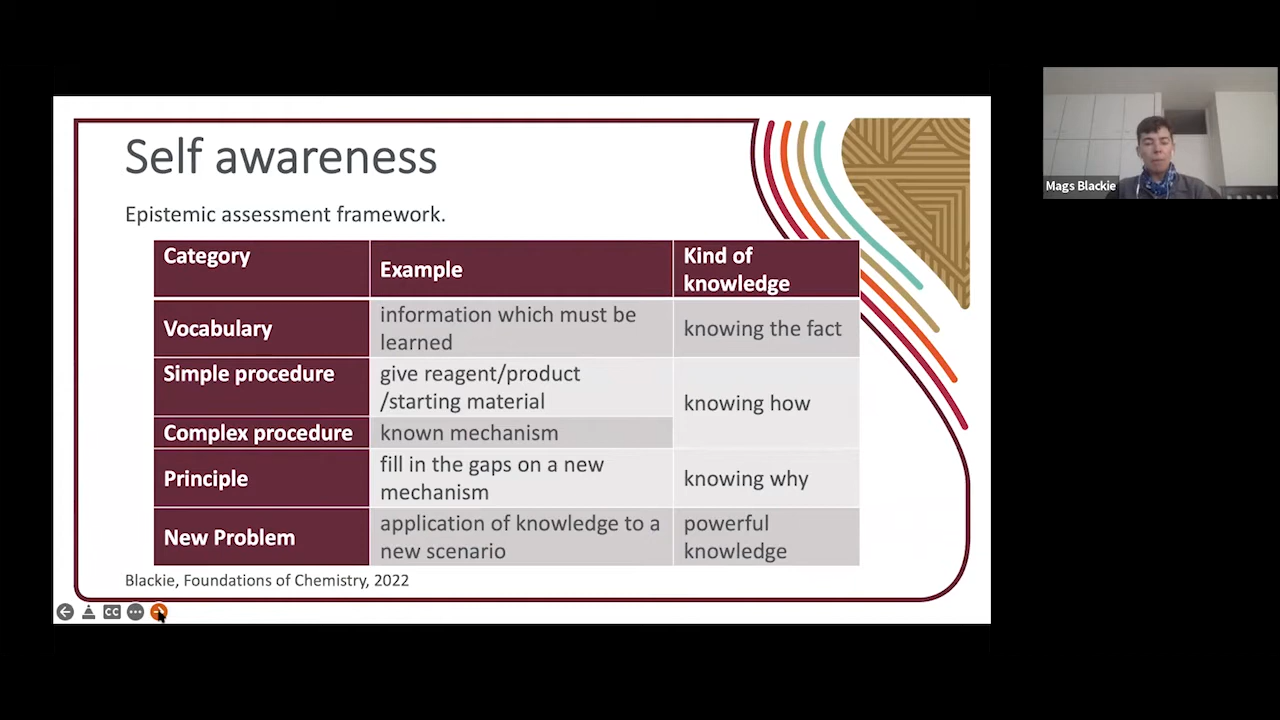 Self awareness
Epistemic assessment framework.
Category
Example
Kind of
knowledge
Vocabulary
information which must be
learned
knowing the fact
Simple procedure
give reagent/product
/starting material
knowing how
Complex procedure
known mechanism
Principle
fill in the gaps on a new
mechanism
knowing why
New Problem
application of knowledge to a
new scenario
powerful
knowledge
Blackie, Foundations of Chemistry, 2022
CC
Mags Blackie